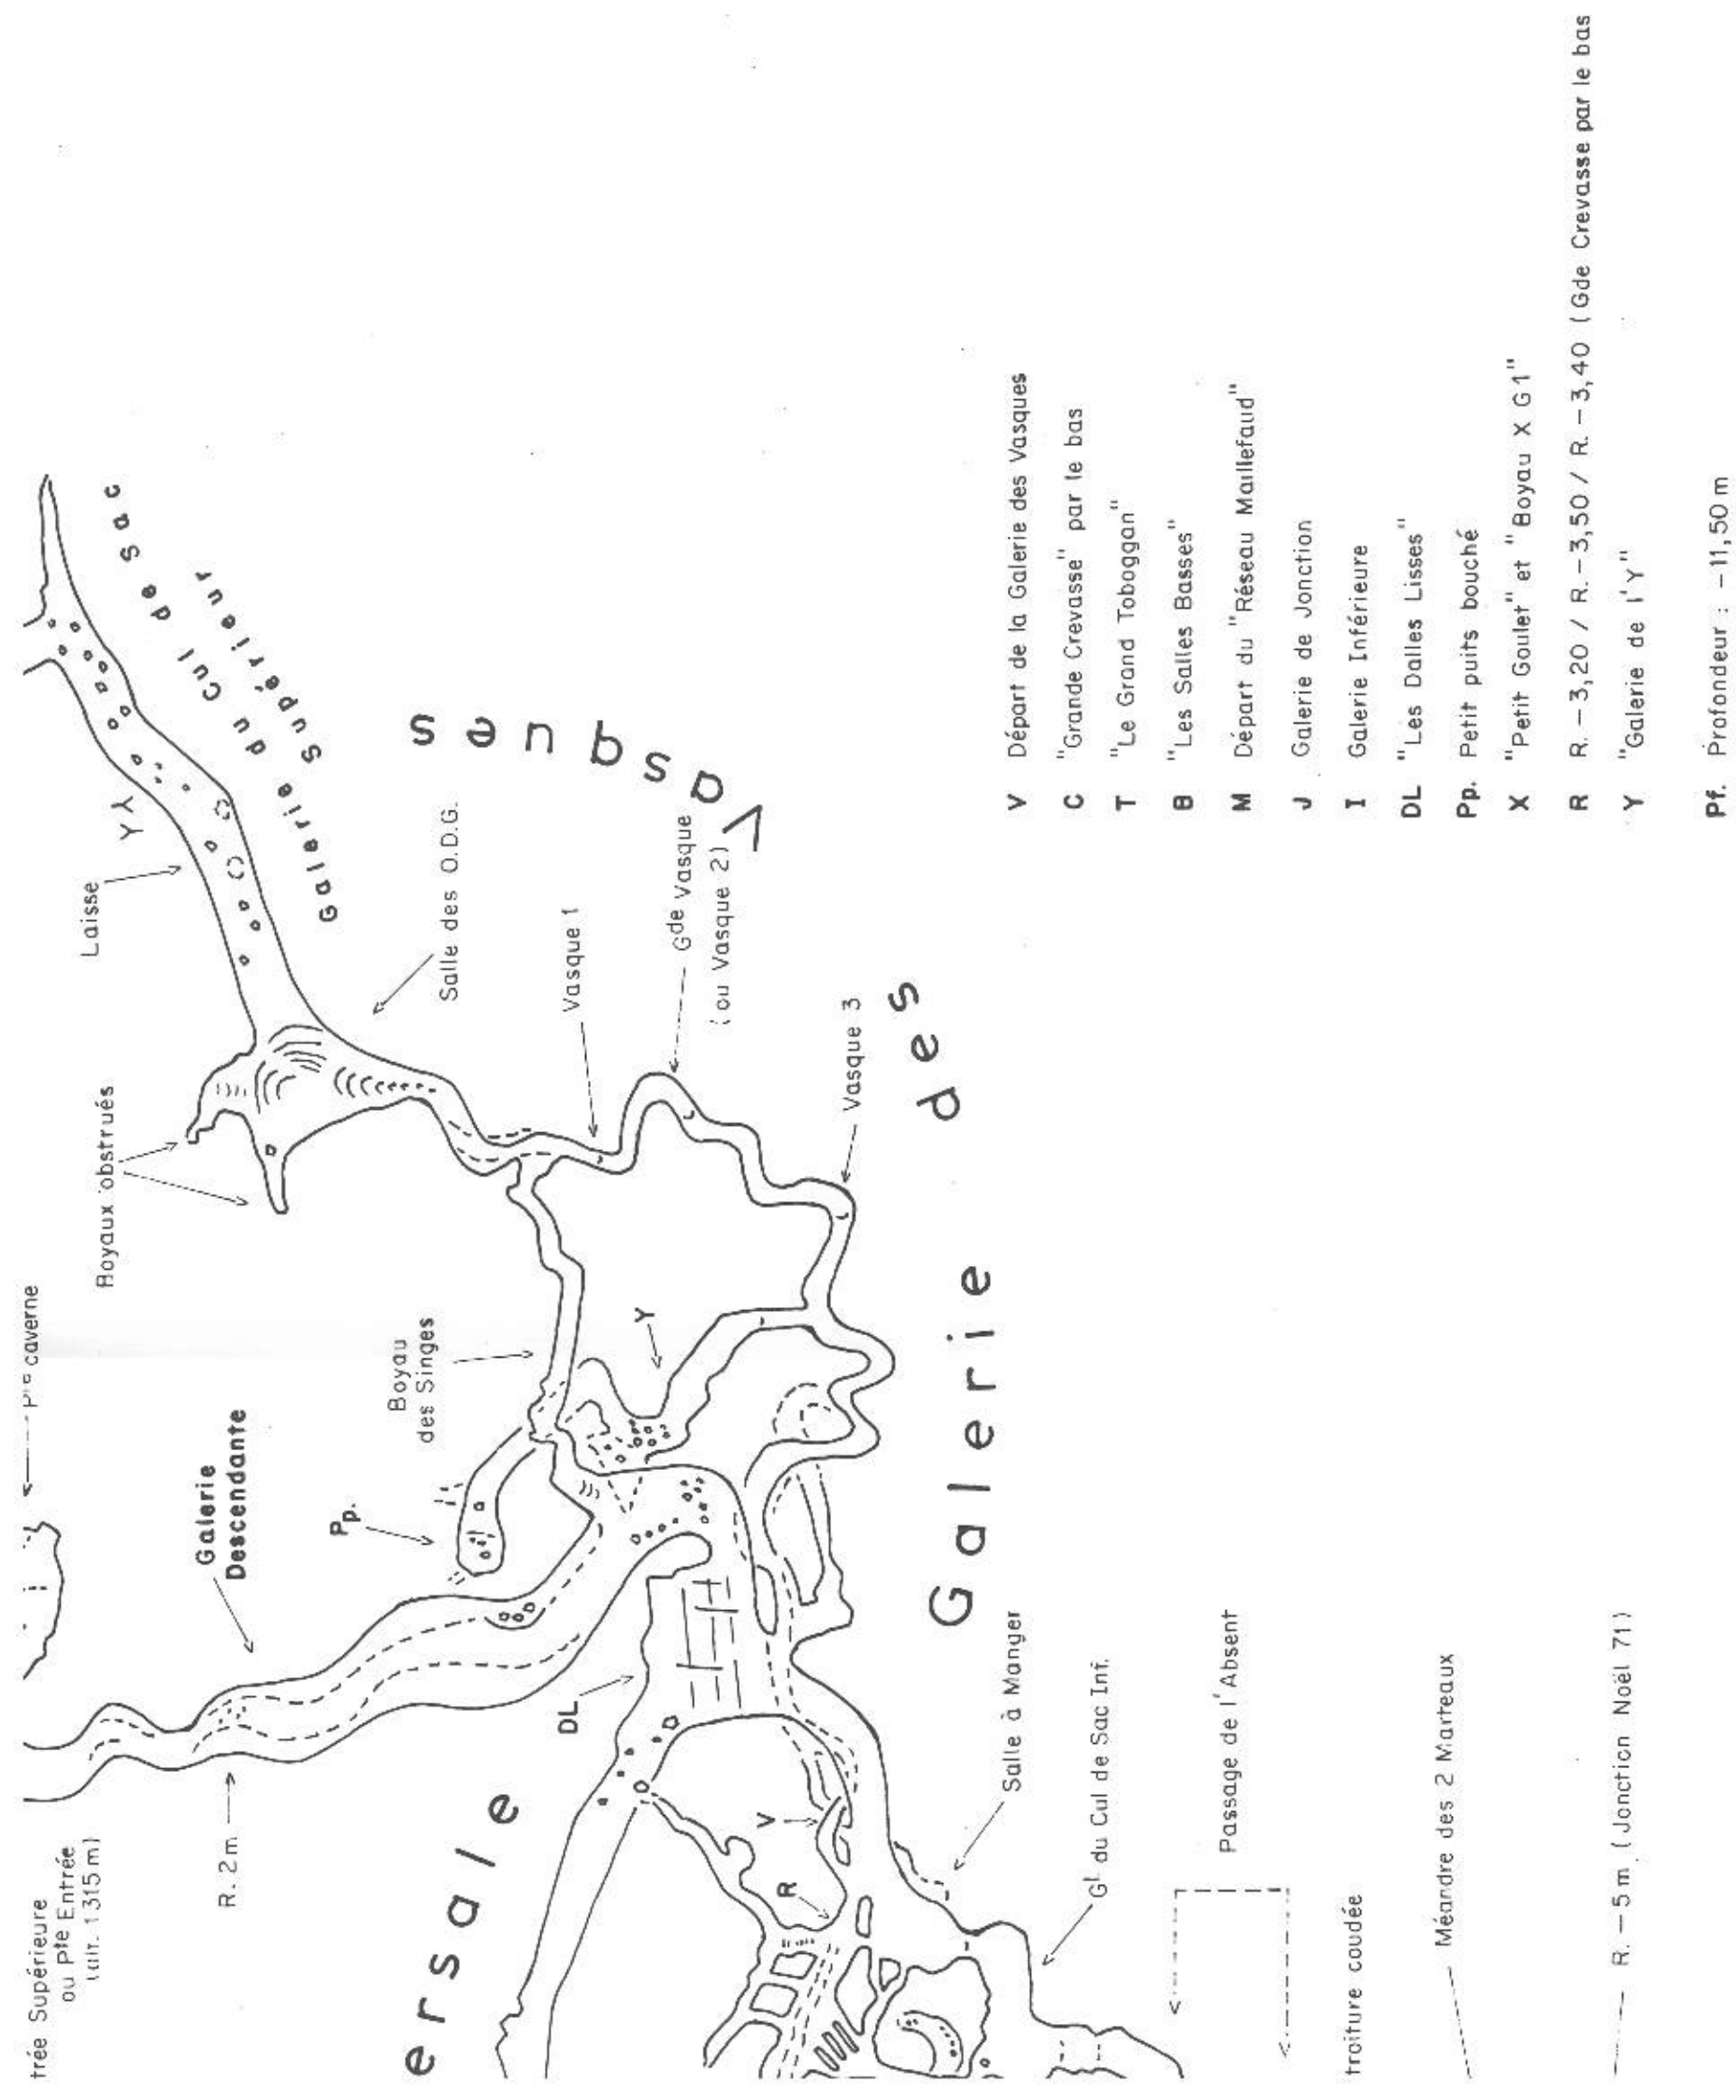 trée Supérieure
ou Pte Entrée
(alt. 1315 m)
R. 2m
Galerie
Descendante
caverne
Boyaux obstrués
Laisse
Galerie du Cul de sac
Galerie Supérieur
Salle des O.D.G.
Pp.
Boyau
des Singes
Y
Vasque 1
Gde Vasque
(ou Vasque 2)
Vasque 3
ersale
DL
V
R
Galerie des Vasques
Salle à Manger
Gl du Cul de Sac Inf.
Passage de l'Absent
troiture coudée
Méandre des 2 Marteaux
R. – 5 m (Jonction Noël 71)
V Départ de la Galerie des Vasques
C "Grande Crevasse" par le bas
T "Le Grand Toboggan"
B "Les Salles Basses"
M Départ du "Réseau Maillefaud"
J Galerie de Jonction
I Galerie Inférieure
DL "Les Dalles Lisses"
Pp. Petit puits bouché
X "Petit Goulet" et "Boyau X G1"
R R. – 3,20 / R. – 3,50 / R. – 3,40 (Gde Crevasse par le bas
Y "Galerie de l'Y"
Pf. Profondeur : –11,50 m